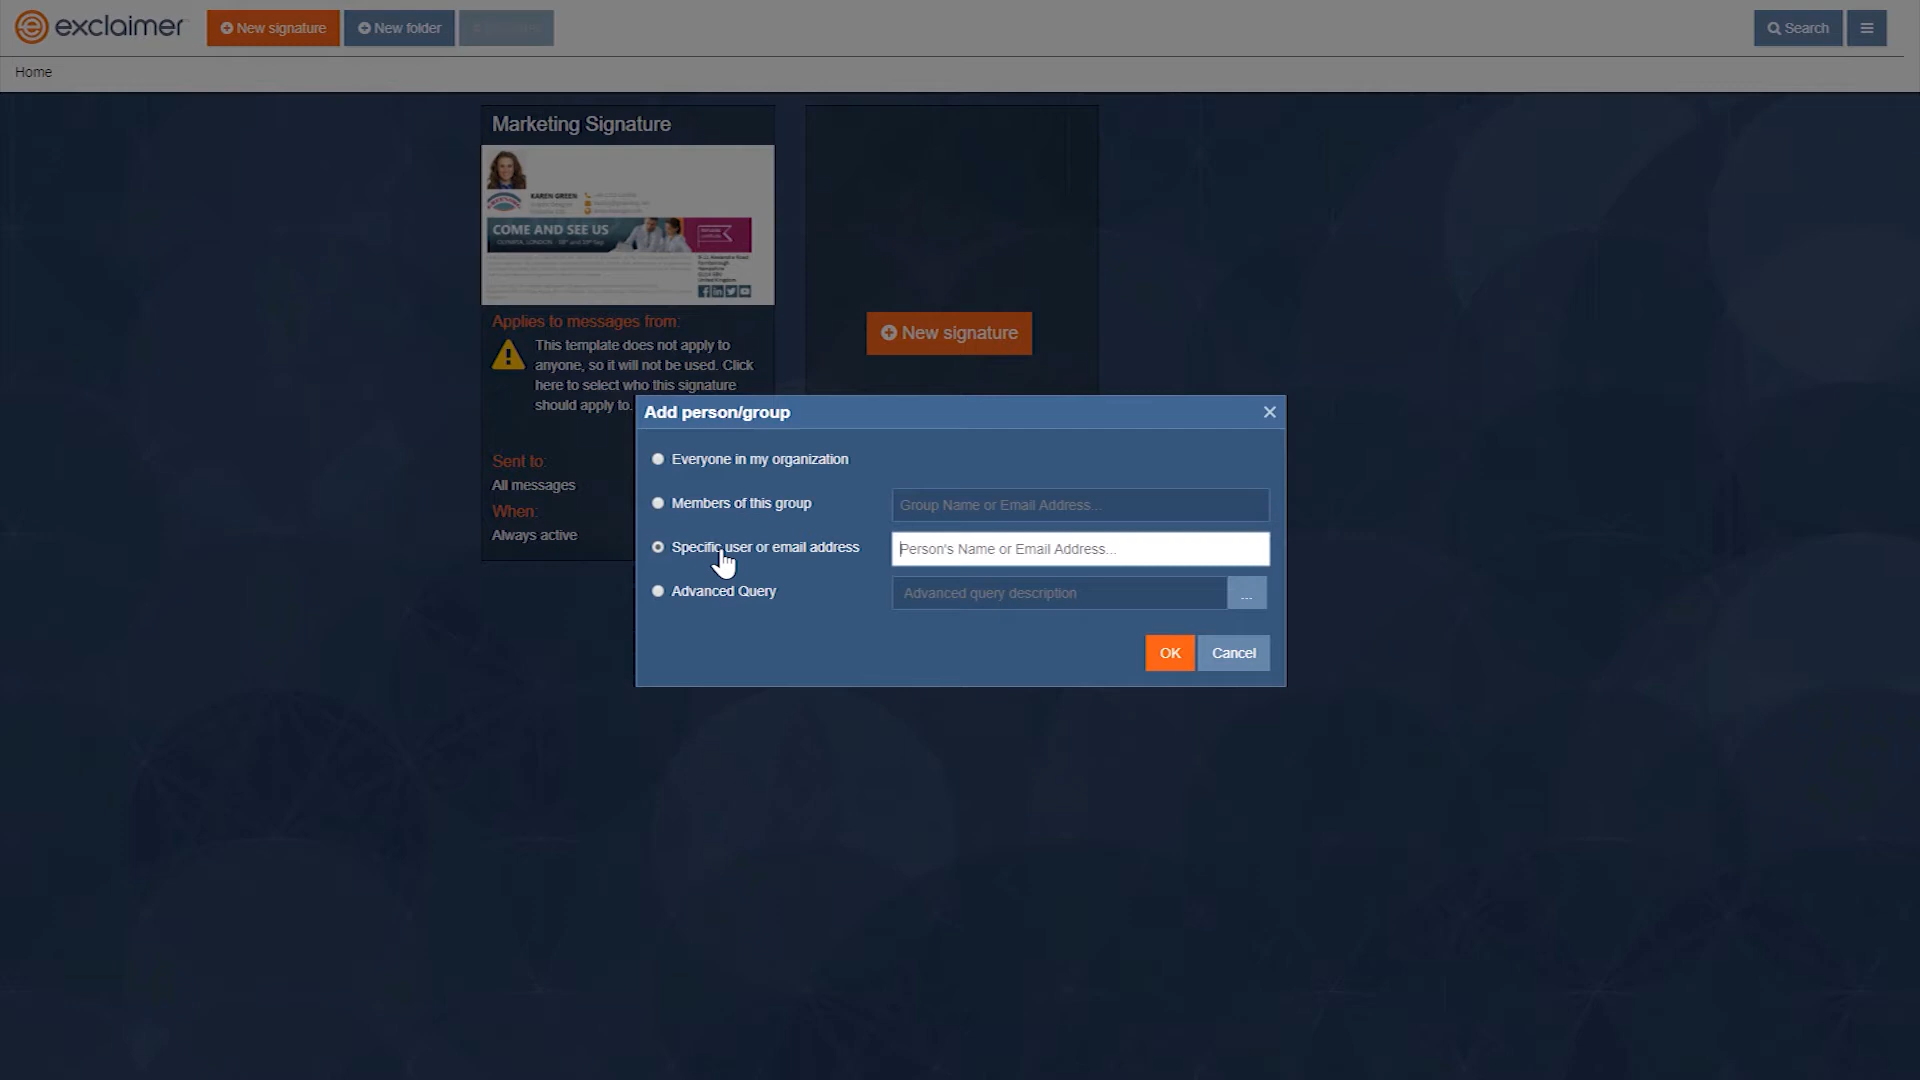 exclaimer
New signature
New folder
Search
Home
Marketing Signature
KAREN GREEN
COME AND SEE US
Applies to messages from:
This template does not apply to
anyone, so it will not be used. Click
here to select who this signature
should apply to.
Sent to:
All messages
When:
Always active
New signature
Add person/group
Everyone in my organization
Members of this group
Group Name or Email Address...
Specific user or email address
Person's Name or Email Address...
Advanced Query
Advanced query description
...
OK
Cancel